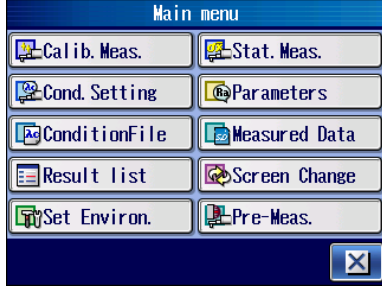 Main menu
Calib. Meas.
Stat. Meas.
Cond. Setting
Parameters
ConditionFile
Measured Data
Result list
Screen Change
Set Environ.
Pre-Meas.